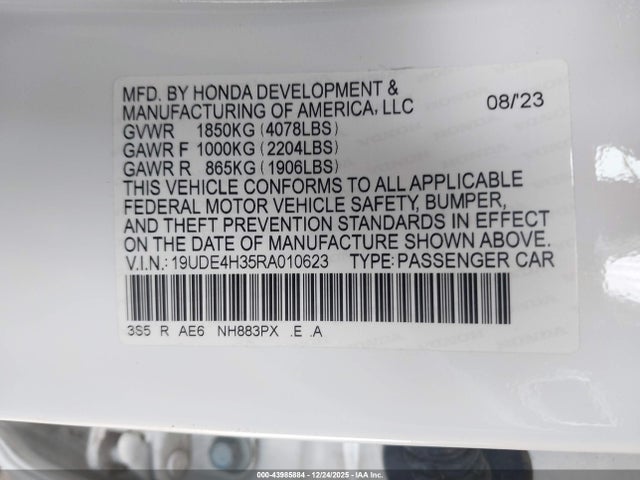 MFD. BY HONDA DEVELOPMENT &
MANUFACTURING OF AMERICA, LLC 08/'23
GVWR 1850KG (4078LBS)
GAWR F 1000KG (2204LBS)
GAWR R 865KG (1906LBS)
THIS VEHICLE CONFORMS TO ALL APPLICABLE
FEDERAL MOTOR VEHICLE SAFETY, BUMPER,
AND THEFT PREVENTION STANDARDS IN EFFECT
ON THE DATE OF MANUFACTURE SHOWN ABOVE.
V.I.N.: 19UDE4H35RA010623 TYPE: PASSENGER CAR
3S5 R AE6 NH883PX .E .A
000-43985884 | 12/24/2025 - IAA Inc.